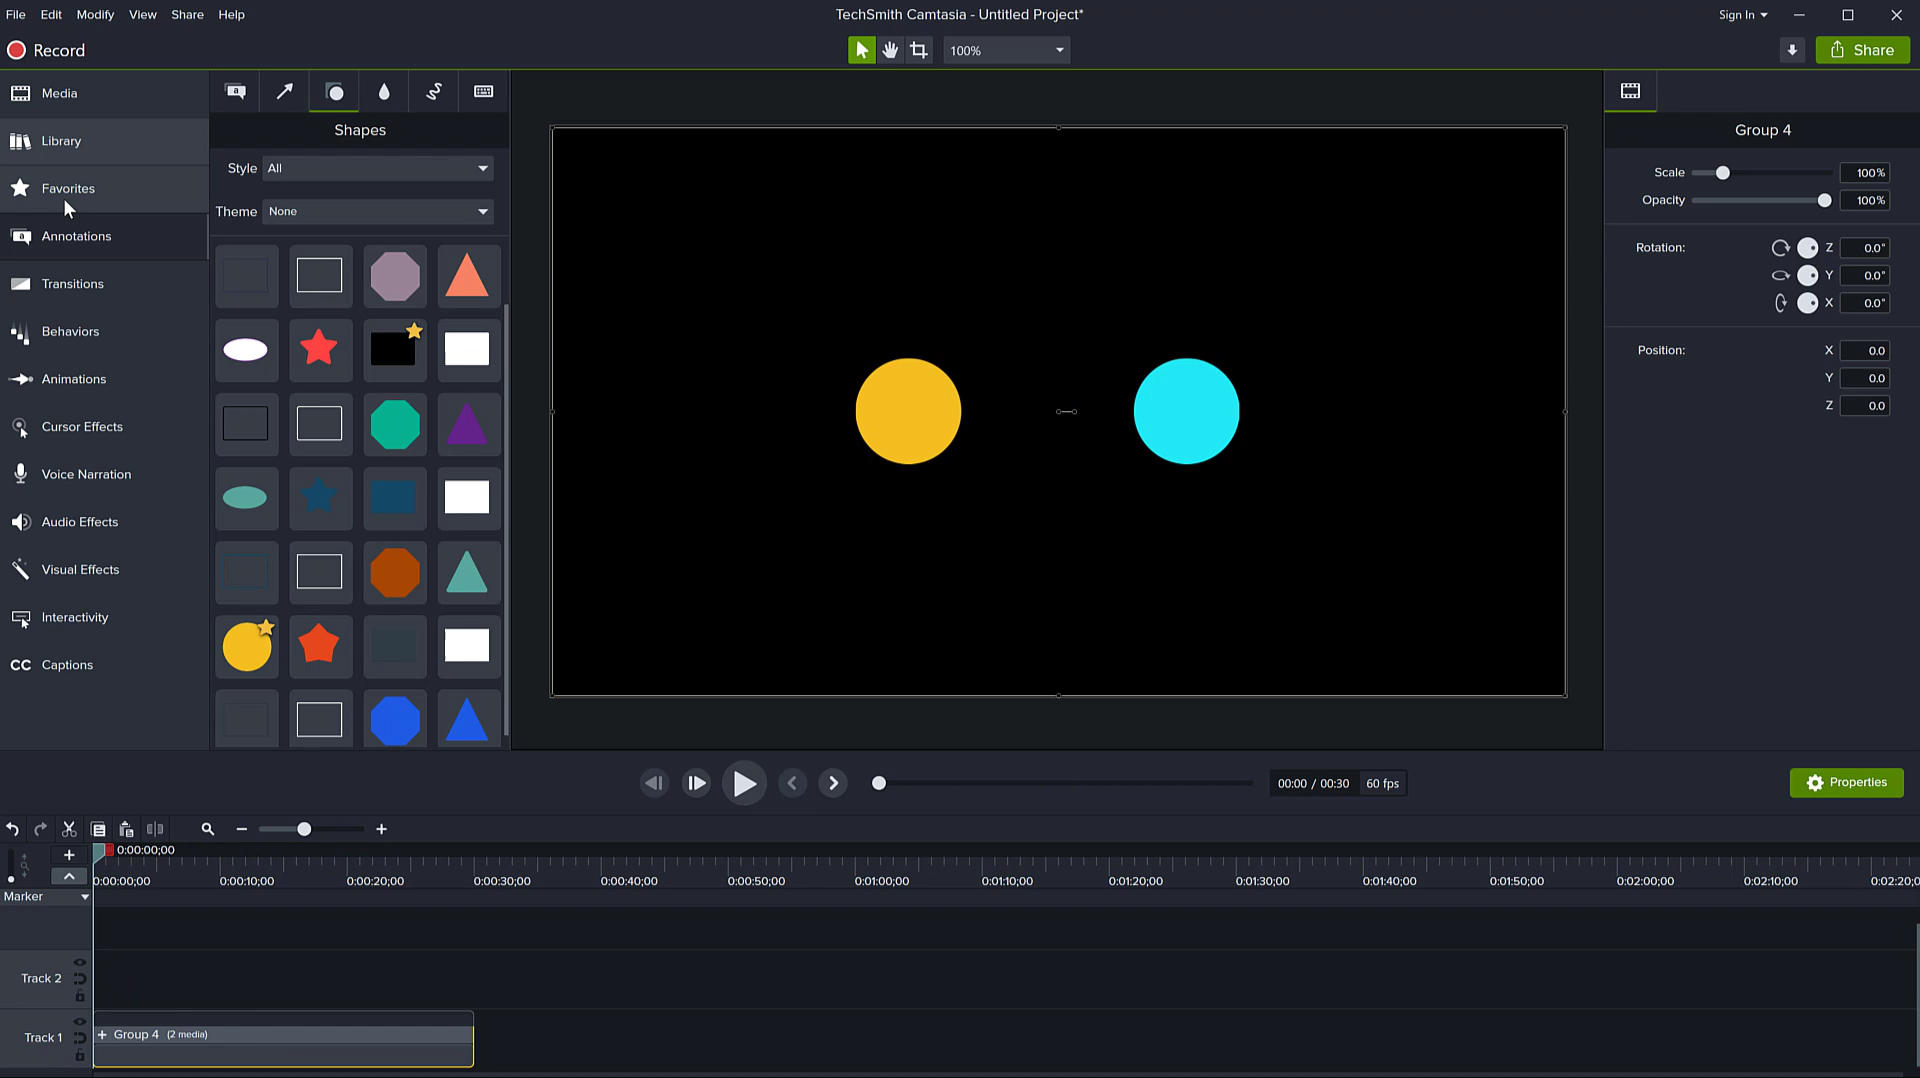 File Edit Modify View Share Help
TechSmith Camtasia - Untitled Project*
Sign In
Record
100%
Share
Media
Library
Favorites
Annotations
Transitions
Behaviors
Animations
Cursor Effects
Voice Narration
Audio Effects
Visual Effects
Interactivity
CC Captions
a
Shapes
Style All
Theme None
Group 4
Scale 100%
Opacity 100%
Rotation: Z 0.0°
Y 0.0°
X 0.0°
Position: X 0.0
Y 0.0
Z 0.0
00:00 / 00:30 60 fps
Properties
0:00:00;00
0:00:00;00 0:00:10;00 0:00:20;00 0:00:30;00 0:00:40;00 0:00:50;00 0:01:00;00 0:01:10;00 0:01:20;00 0:01:30;00 0:01:40;00 0:01:50;00 0:02:00;00 0:02:10;00 0:02:20;0
Marker
Track 2
Track 1
+ Group 4 (2 media)